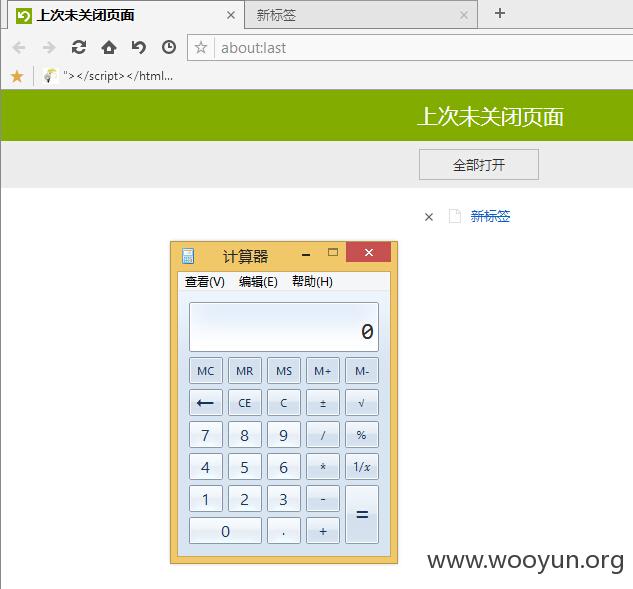 上次未关闭页面 新标签
about:last
"></script></html...
上次未关闭页面
全部打开
新标签
计算器
查看(V) 编辑(E) 帮助(H)
0
MC MR MS M+ M-
← CE C ± √
7 8 9 / %
4 5 6 * 1/x
1 2 3 - =
0 . +
www.wooyun.org